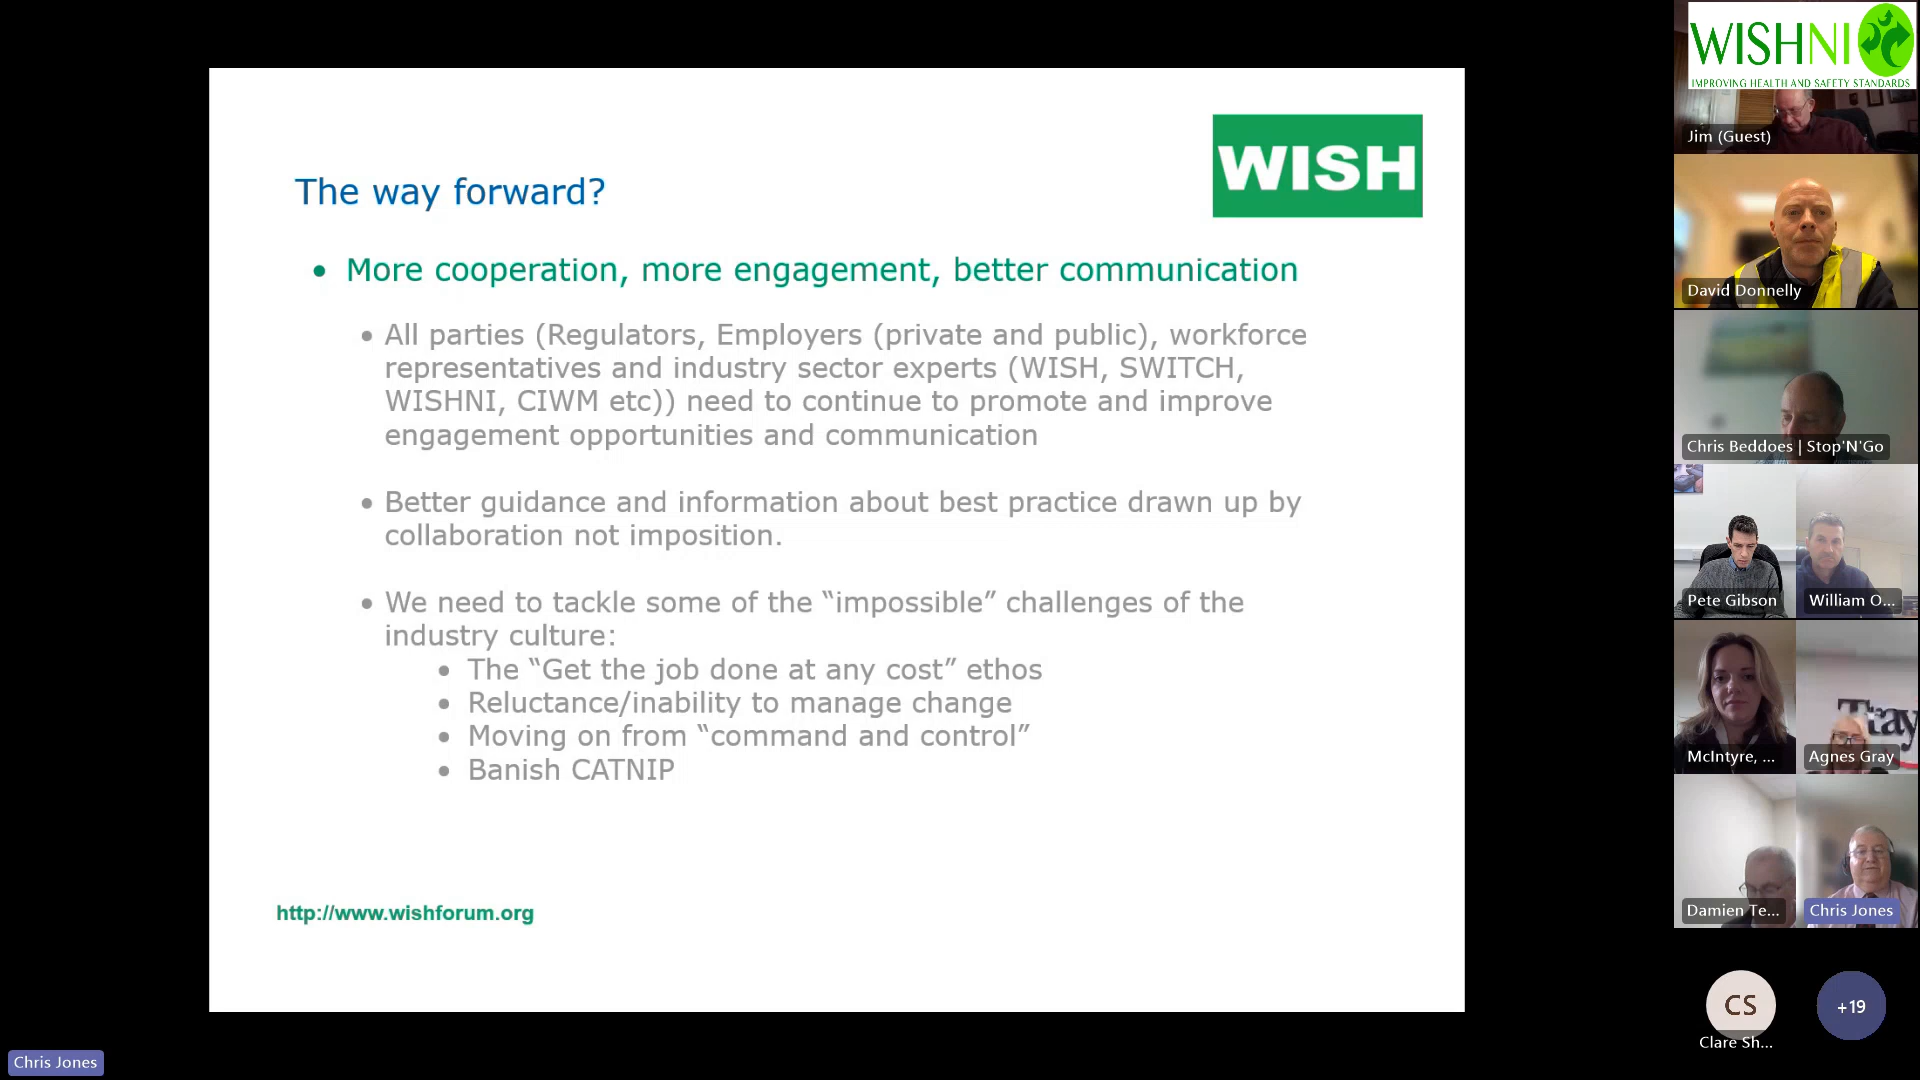 WISH
The way forward?
• More cooperation, more engagement, better communication
• All parties (Regulators, Employers (private and public), workforce
representatives and industry sector experts (WISH, SWITCH,
WISHNI, CIWM etc)) need to continue to promote and improve
engagement opportunities and communication
• Better guidance and information about best practice drawn up by
collaboration not imposition.
• We need to tackle some of the “impossible” challenges of the
industry culture:
• The “Get the job done at any cost” ethos
• Reluctance/inability to manage change
• Moving on from “command and control”
• Banish CATNIP
http://www.wishforum.org
Chris Jones
WISHNI
IMPROVING HEALTH AND SAFETY STANDARDS
Jim (Guest)
David Donnelly
Chris Beddoes | Stop'N'Go
Pete Gibson
William O...
McIntyre, ...
Tray
Agnes Gray
Damien Te...
Chris Jones
CS
+19
Clare Sh...